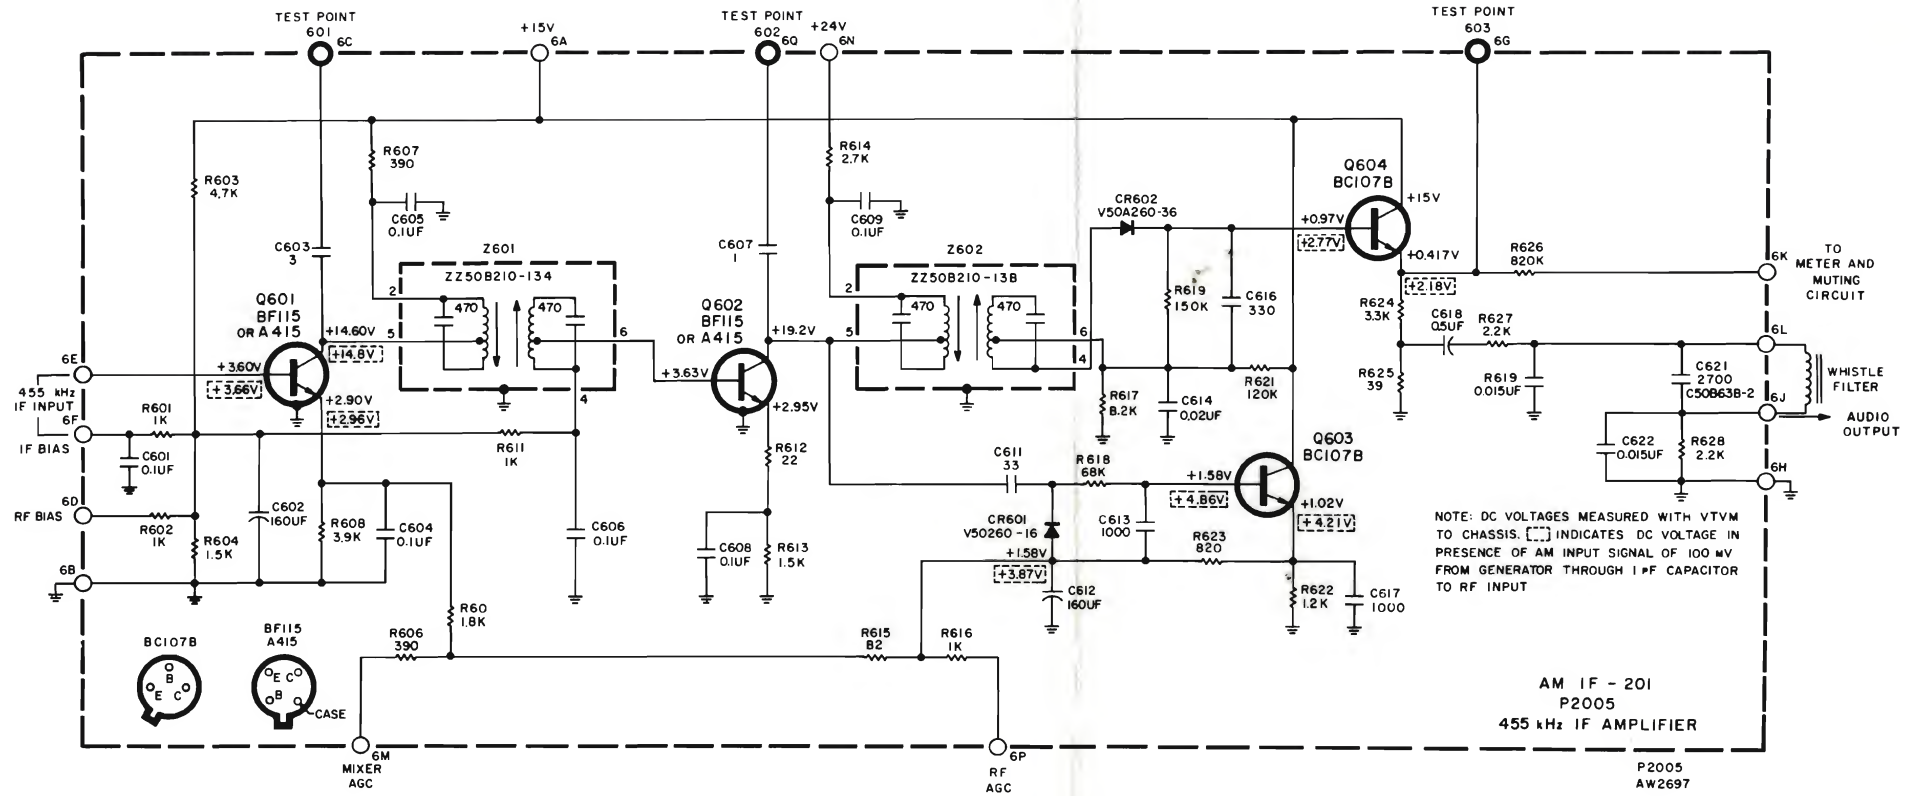 TEST POINT
601
6C
+15V
6A
TEST POINT
602
6Q
+24V
6N
TEST POINT
603
6G
R607
390
R614
2.7K
R603
4.7K
C605
0.1UF
C609
0.1UF
CR602
V50A260-36
Q604
BC107B
+15V
+0.97V
+2.77V
+0.417V
+2.18V
R626
820K
6K
TO
METER AND
MUTING
CIRCUIT
C603
3
Z601
ZZ50B210-134
2
470
470
5
6
4
C607
1
Z602
ZZ50B210-13B
2
470
470
5
6
4
R619
150K
C616
330
R624
3.3K
C618
0.5UF
R627
2.2K
6L
Q601
BF115
OR A415
+14.60V
+14.8V
Q602
BF115
OR A415
+19.2V
6E
+3.60V
+3.66V
455 kHz
IF INPUT
6F
IF BIAS
+2.90V
+2.96V
+3.63V
+2.95V
R617
8.2K
C614
0.02UF
R621
120K
R625
39
R619
0.015UF
C621
2700
C50B63B-2
WHISTLE
FILTER
6J
AUDIO
OUTPUT
R601
1K
C601
0.1UF
R611
1K
R612
22
C611
33
R618
68K
Q603
BC107B
+1.58V
+4.86V
C622
0.015UF
R628
2.2K
6H
6D
RF BIAS
R602
1K
C602
160UF
R608
3.9K
C604
0.1UF
C606
0.1UF
CR601
V50260-16
C613
1000
+1.02V
+4.21V
R604
1.5K
C608
0.1UF
R613
1.5K
+1.58V
+3.87V
R623
820
NOTE: DC VOLTAGES MEASURED WITH VTVM
TO CHASSIS. [ ] INDICATES DC VOLTAGE IN
PRESENCE OF AM INPUT SIGNAL OF 100 MV
FROM GENERATOR THROUGH 1 PF CAPACITOR
TO RF INPUT
6B
C612
160UF
R622
1.2K
C617
1000
R60
1.8K
R606
390
R615
82
R616
1K
BC107B
B
E
C
BF115
A415
E
C
B
CASE
AM IF - 201
P2005
455 kHz IF AMPLIFIER
6M
MIXER
AGC
6P
RF
AGC
P2005
AW2697